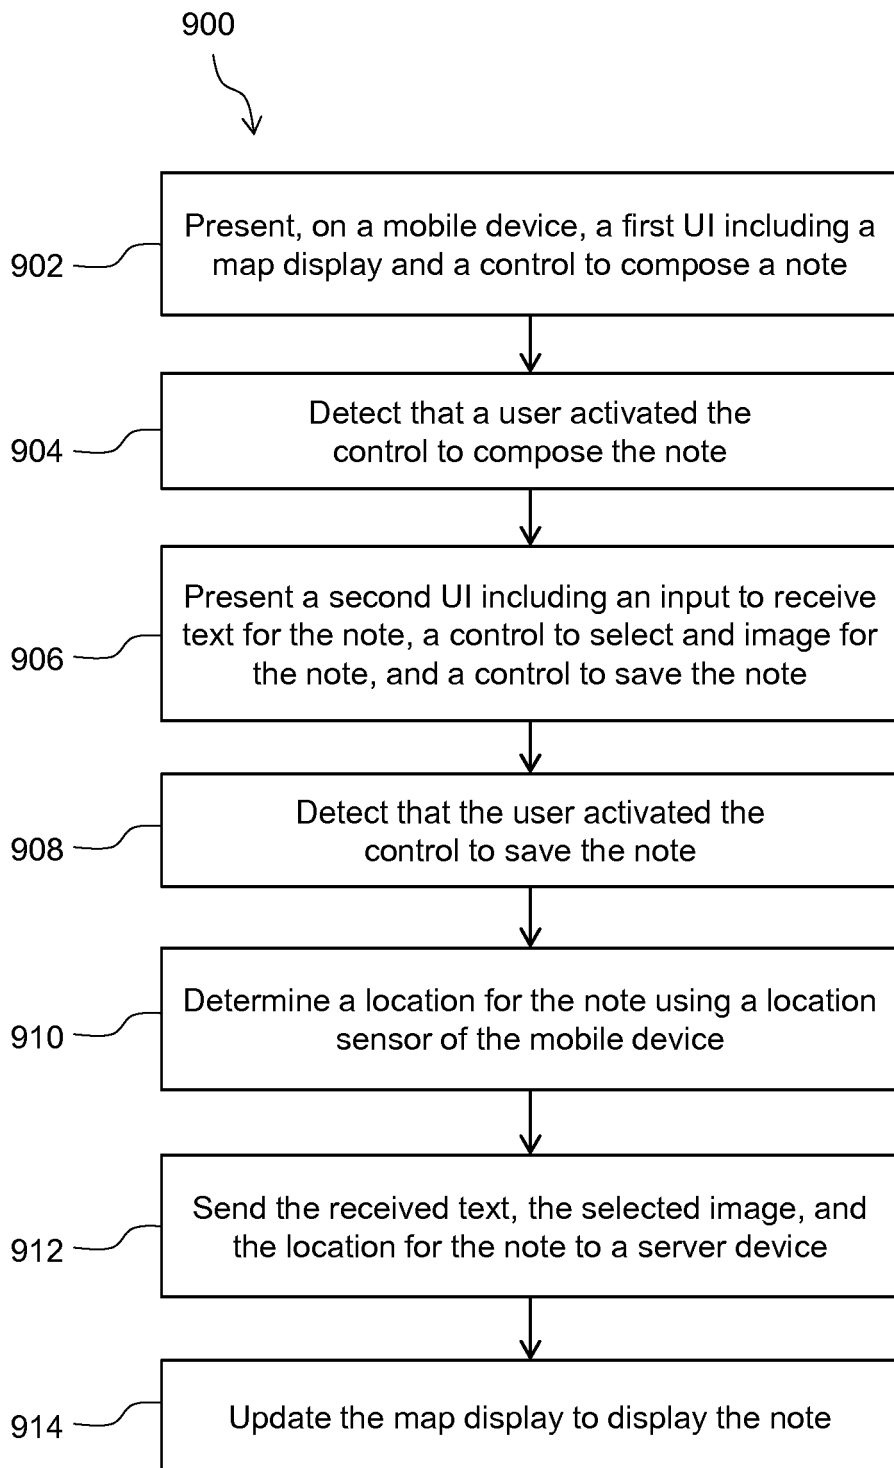 900
902
Present, on a mobile device, a first UI including a
map display and a control to compose a note
904
Detect that a user activated the
control to compose the note
906
Present a second UI including an input to receive
text for the note, a control to select and image for
the note, and a control to save the note
908
Detect that the user activated the
control to save the note
910
Determine a location for the note using a location
sensor of the mobile device
912
Send the received text, the selected image, and
the location for the note to a server device
914
Update the map display to display the note